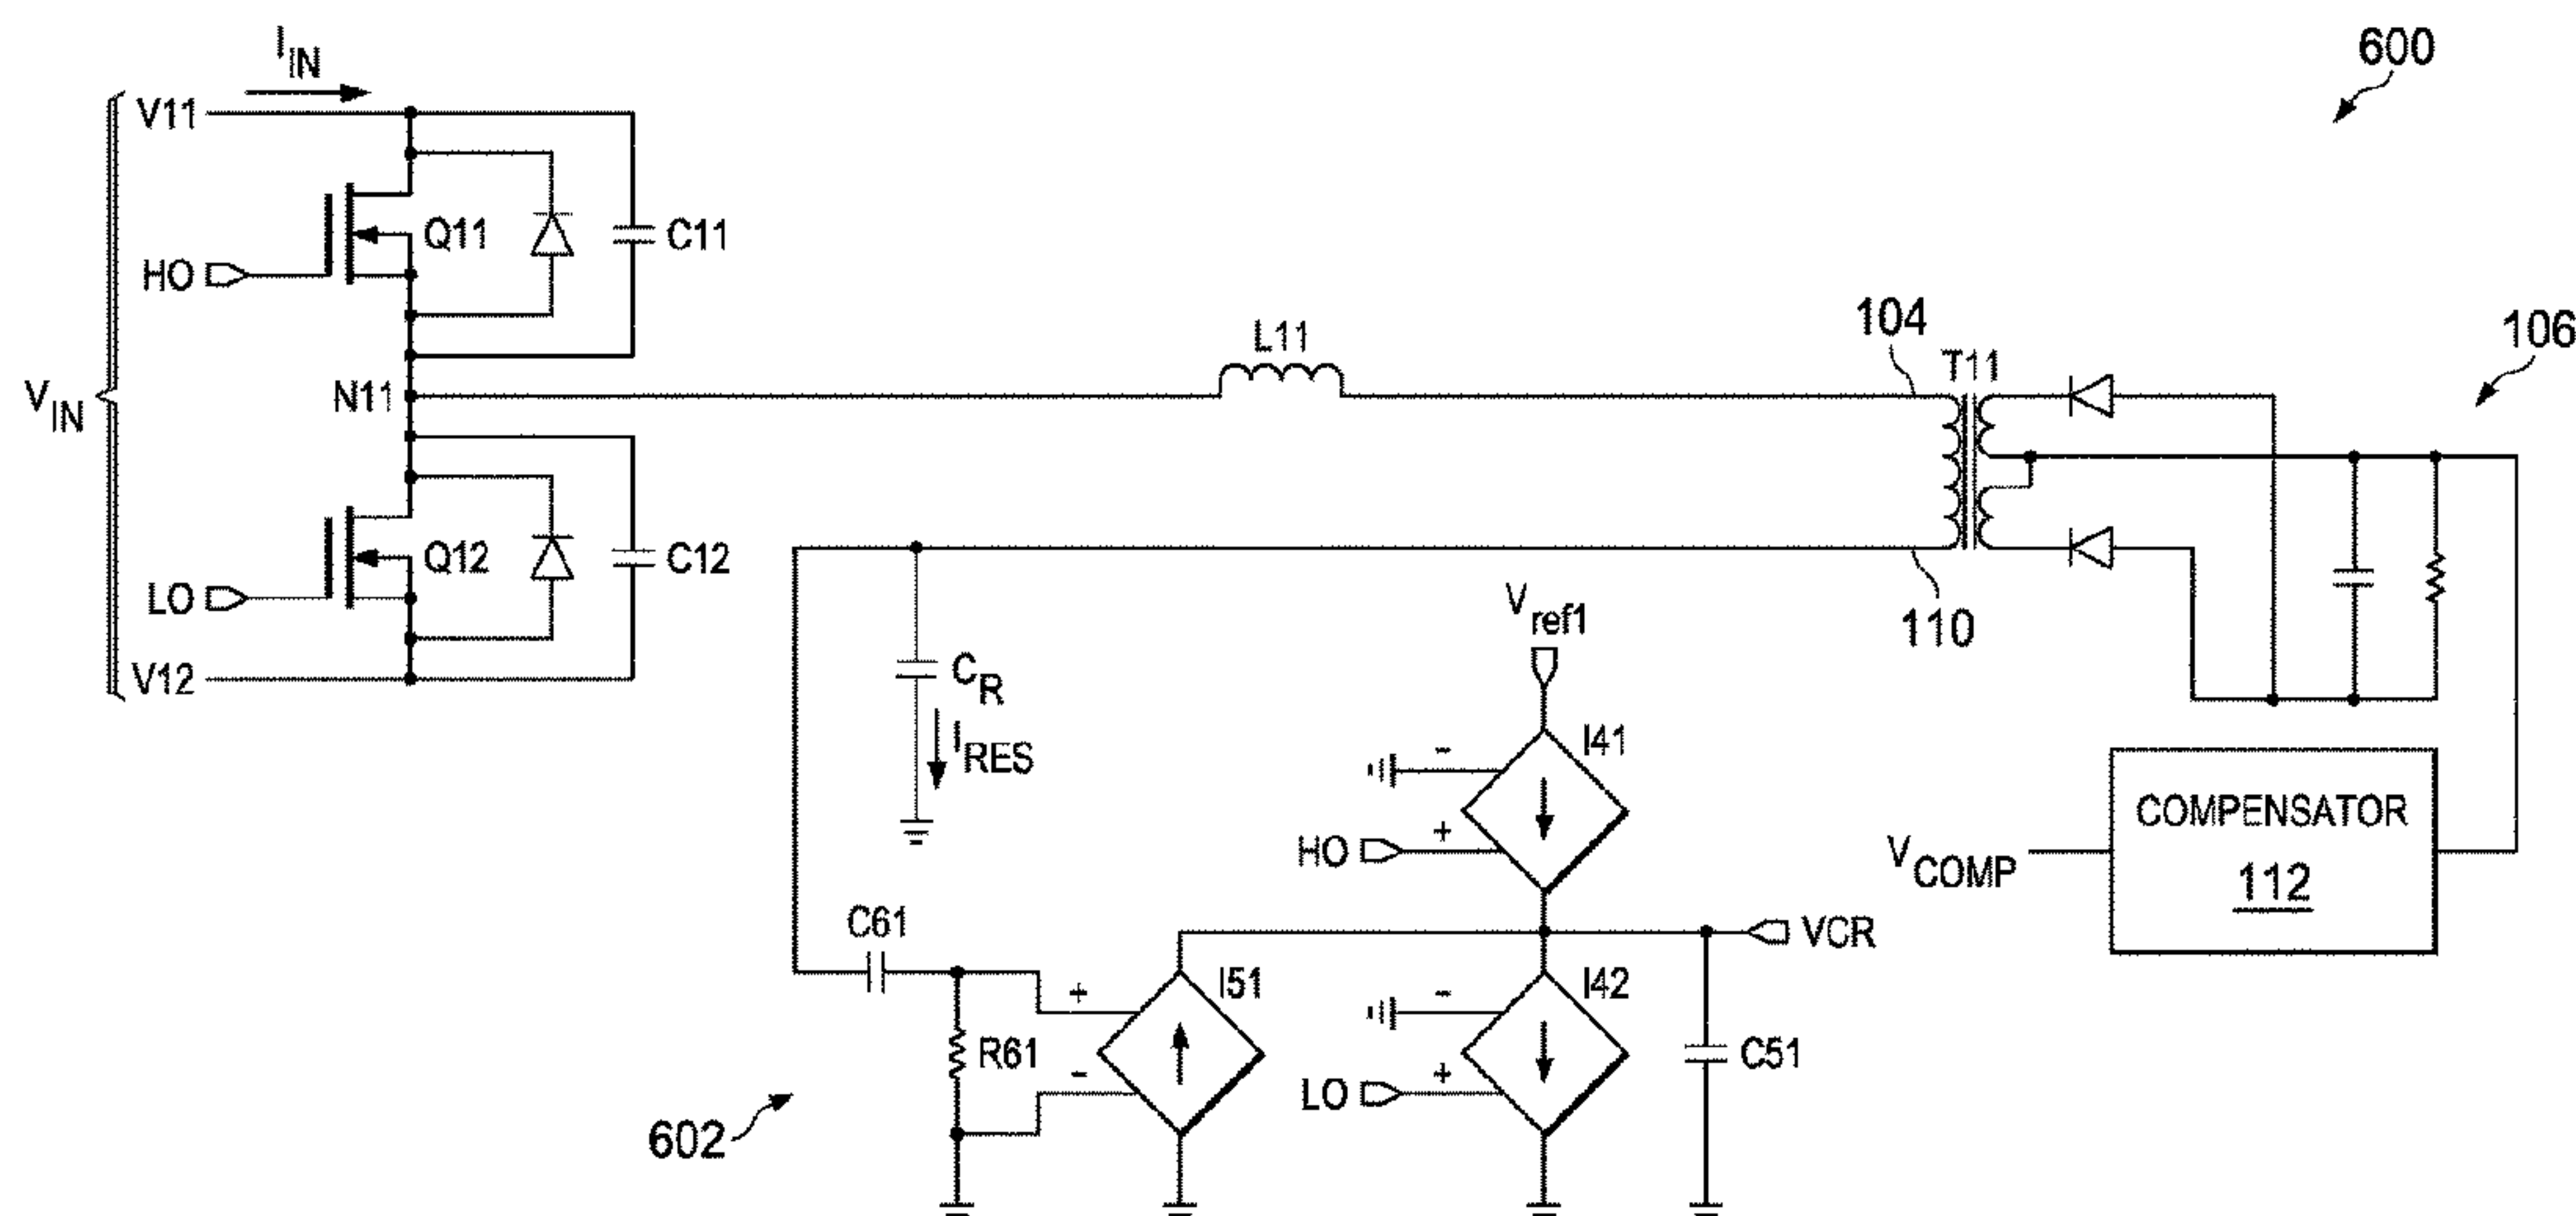 600
I_IN
V11
Q11
C11
HO
104
106
L11
T11
N11
V_IN
Q12
C12
LO
V_ref1
110
V12
C_R
I_RES
I41
-
HO
+
COMPENSATOR
112
V_COMP
C61
VCR
+
I51
-
I42
R61
-
LO
+
C51
602